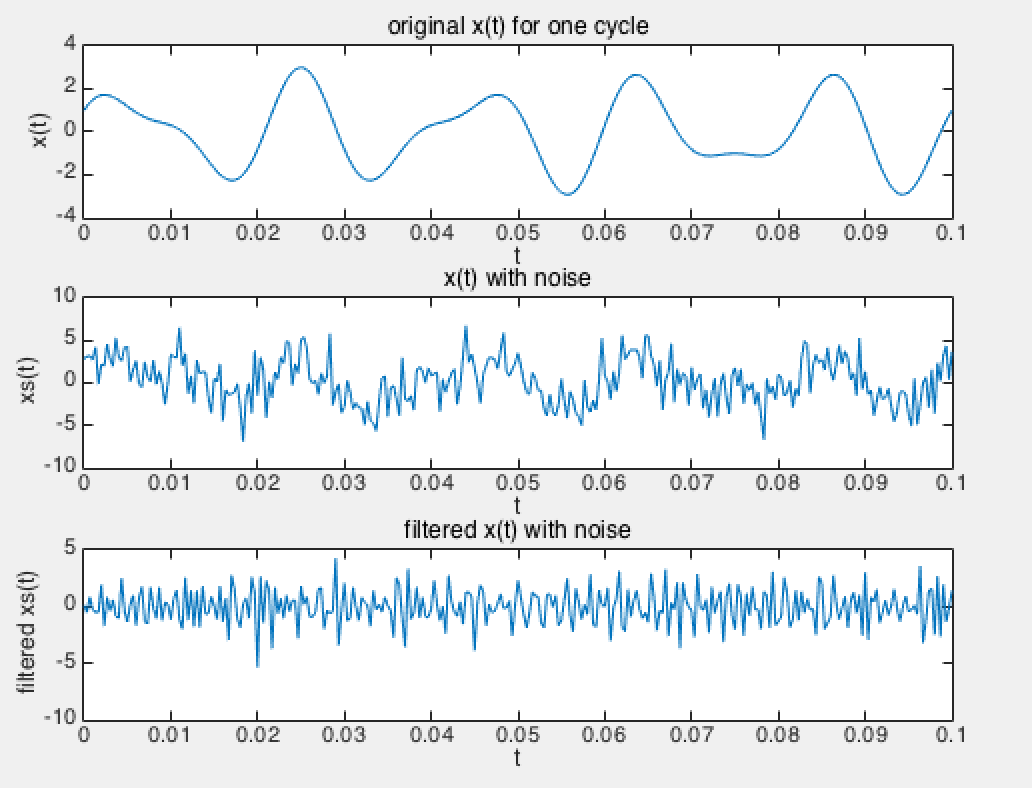 original x(t) for one cycle
4
2
0
-2
-4
x(t)
0 0.01 0.02 0.03 0.04 0.05 0.06 0.07 0.08 0.09 0.1
t
x(t) with noise
10
5
0
-5
-10
xs(t)
0 0.01 0.02 0.03 0.04 0.05 0.06 0.07 0.08 0.09 0.1
t
filtered x(t) with noise
5
0
-5
-10
filtered xs(t)
0 0.01 0.02 0.03 0.04 0.05 0.06 0.07 0.08 0.09 0.1
t